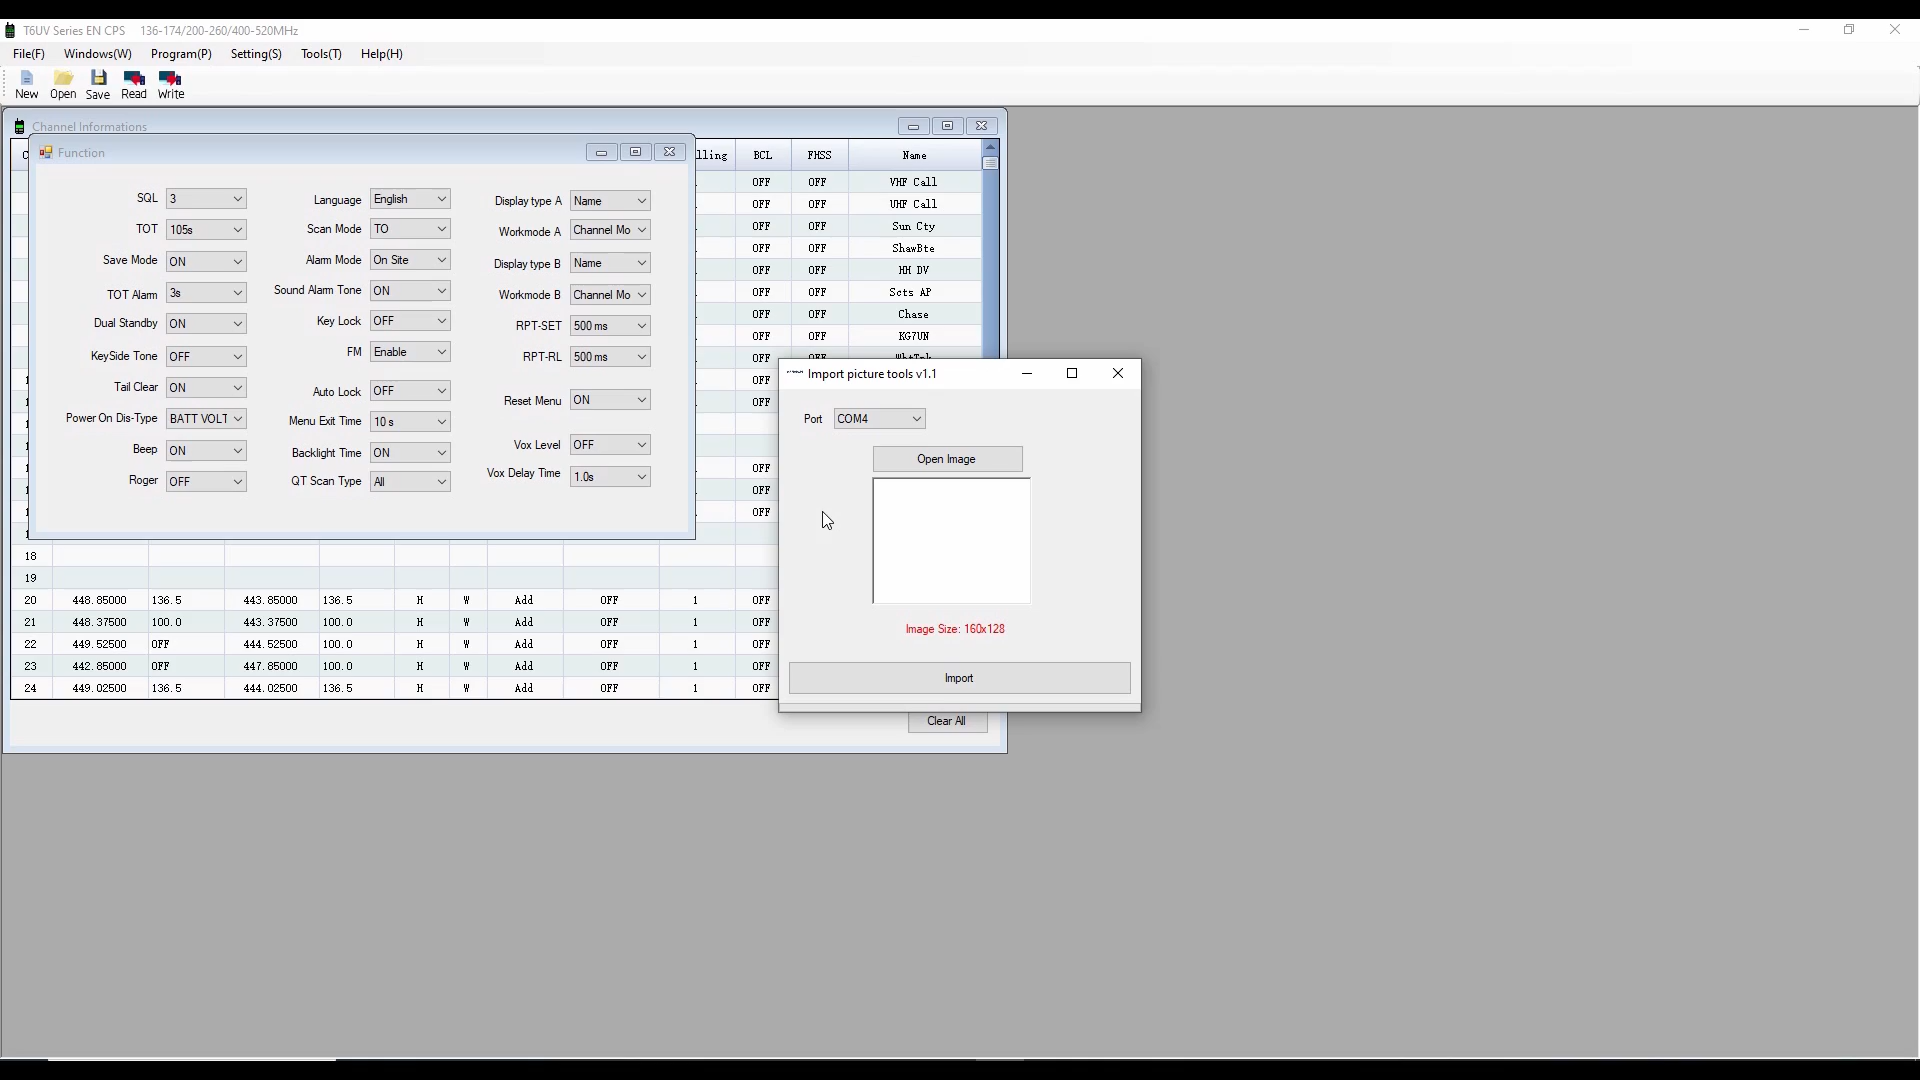 T6UV Series EN CPS 136-174/200-260/400-520MHz
File(F) Windows(W) Program(P) Setting(S) Tools(T) Help(H)
New Open Save Read Write
Channel Informations
BCL FHSS Name
Function
OFF OFF VHF Call
OFF OFF UHF Call
OFF OFF Sun Cty
OFF OFF ShawBte
OFF OFF HH DV
OFF OFF Scts AP
OFF OFF Chase
OFF OFF KG7UN
OFF
OFF
OFF
OFF
OFF
OFF
SQL 3
TOT 105s
Save Mode ON
TOT Alarm 3s
Dual Standby ON
KeySide Tone OFF
Tail Clear ON
Power On Dis-Type BATT VOLT
Beep ON
Roger OFF
Language English
Scan Mode TO
Alarm Mode On Site
Sound Alarm Tone ON
Key Lock OFF
FM Enable
Auto Lock OFF
Menu Exit Time 10 s
Backlight Time ON
QT Scan Type All
Display type A Name
Workmode A Channel Mo
Display type B Name
Workmode B Channel Mo
RPT-SET 500 ms
RPT-RL 500 ms
Reset Menu ON
Vox Level OFF
Vox Delay Time 1.0s
18
19
20 448.85000 136.5 443.85000 136.5 H W Add OFF 1 OFF
21 448.37500 100.0 443.37500 100.0 H W Add OFF 1 OFF
22 449.52500 OFF 444.52500 100.0 H W Add OFF 1 OFF
23 442.85000 OFF 447.85000 100.0 H W Add OFF 1 OFF
24 449.02500 136.5 444.02500 136.5 H W Add OFF 1 OFF
Clear All
Import picture tools v1.1
Port COM4
Open Image
Image Size: 160x128
Import